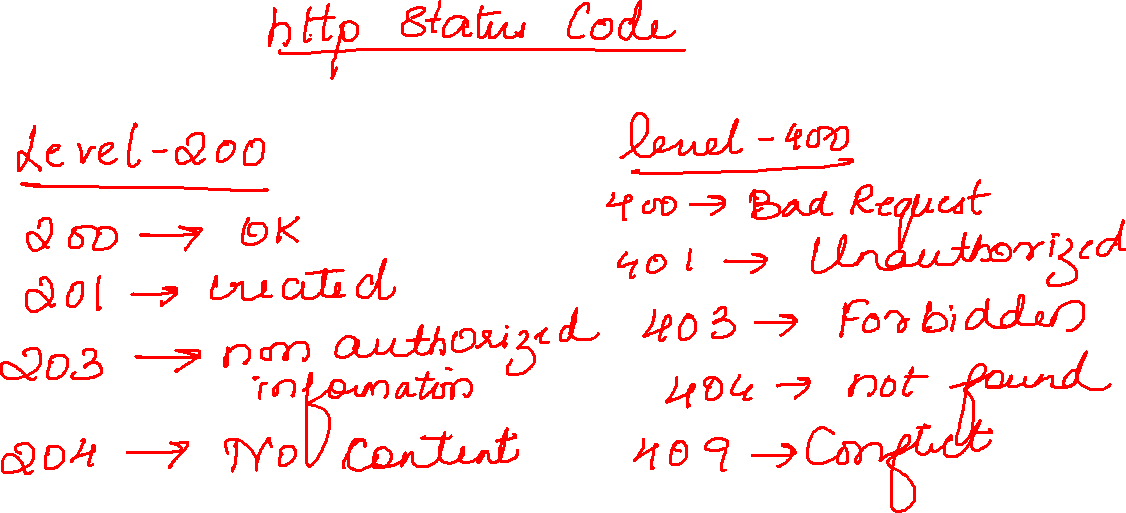 http Status Code
Level-200
200 → OK
201 → created
203 → non authorized
information
204 → No Content
level-400
400 → Bad Request
401 → Unauthorized
403 → Forbidden
404 → not found
409 → Conflict